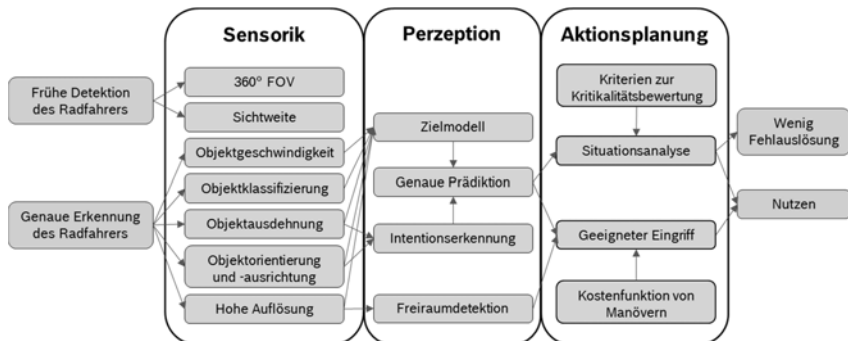 Sensorik
Perzeption
Aktionsplanung
Frühe Detektion
des Radfahrers
Genaue Erkennung
des Radfahrers
360° FOV
Sichtweite
Objektgeschwindigkeit
Objektklassifizierung
Objektausdehnung
Objektorientierung
und -ausrichtung
Hohe Auflösung
Zielmodell
Genaue Prädiktion
Intentionserkennung
Freiraumdetektion
Kriterien zur
Kritikalitätsbewertung
Situationsanalyse
Geeigneter Eingriff
Kostenfunktion von
Manövern
Wenig
Fehlauslösung
Nutzen